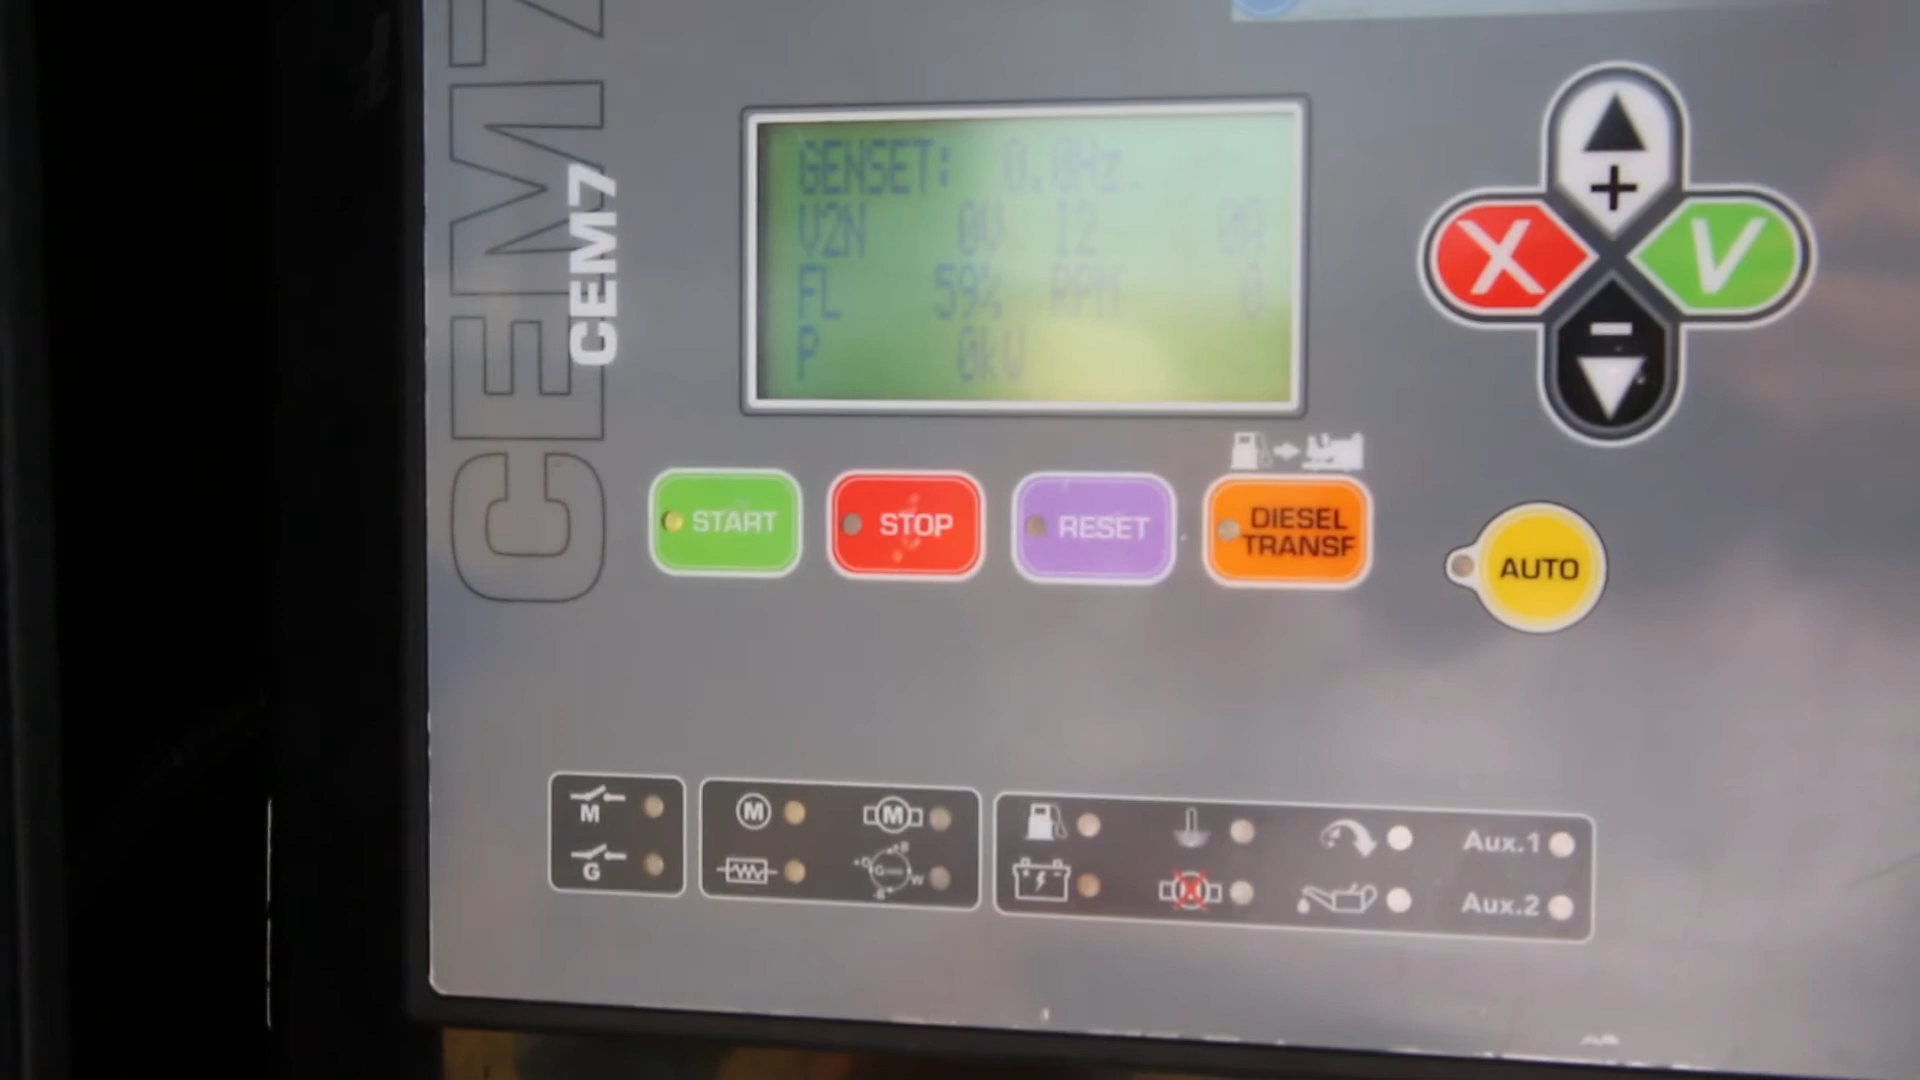 CEM7
CEM7
GENSET: 0.0Hz
V2N 0V I2 0A
FL 59% RPM 0
P 0kW
+
X
V
-
START
STOP
RESET
DIESEL
TRANSF
AUTO
M
G
M
M
G
+D
+B
W
Aux.1
Aux.2